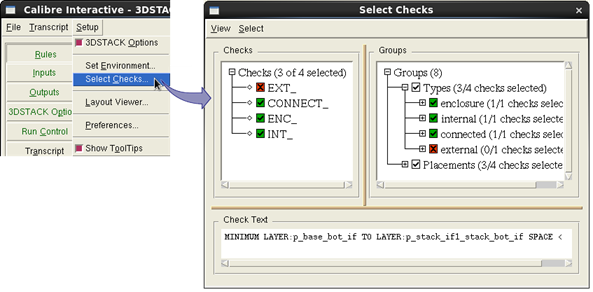 Calibre Interactive - 3DSTACK
File Transcript Setup
Rules
Inputs
Outputs
3DSTACK Optio
Run Control
Transcript
3DSTACK Options
Set Environment...
Select Checks...
Layout Viewer...
Preferences...
Show ToolTips
Select Checks
View Select
Checks
Checks (3 of 4 selected)
EXT_
CONNECT_
ENC_
INT_
Groups
Groups (8)
Types (3/4 checks selected)
enclosure (1/1 checks selec
internal (1/1 checks selecte
connected (1/1 checks selec
external (0/1 checks selecte
Placements (3/4 checks selecte
Check Text
MINIMUM LAYER:p_base_bot_if TO LAYER:p_stack_if1_stack_bot_if SPACE <